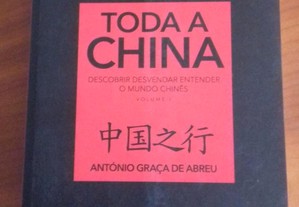 TODA A
CHINA
DESCOBRIR DESVENDAR ENTENDER
O MUNDO CHINÊS
VOLUME I
中国之行
ANTÓNIO GRAÇA DE ABREU